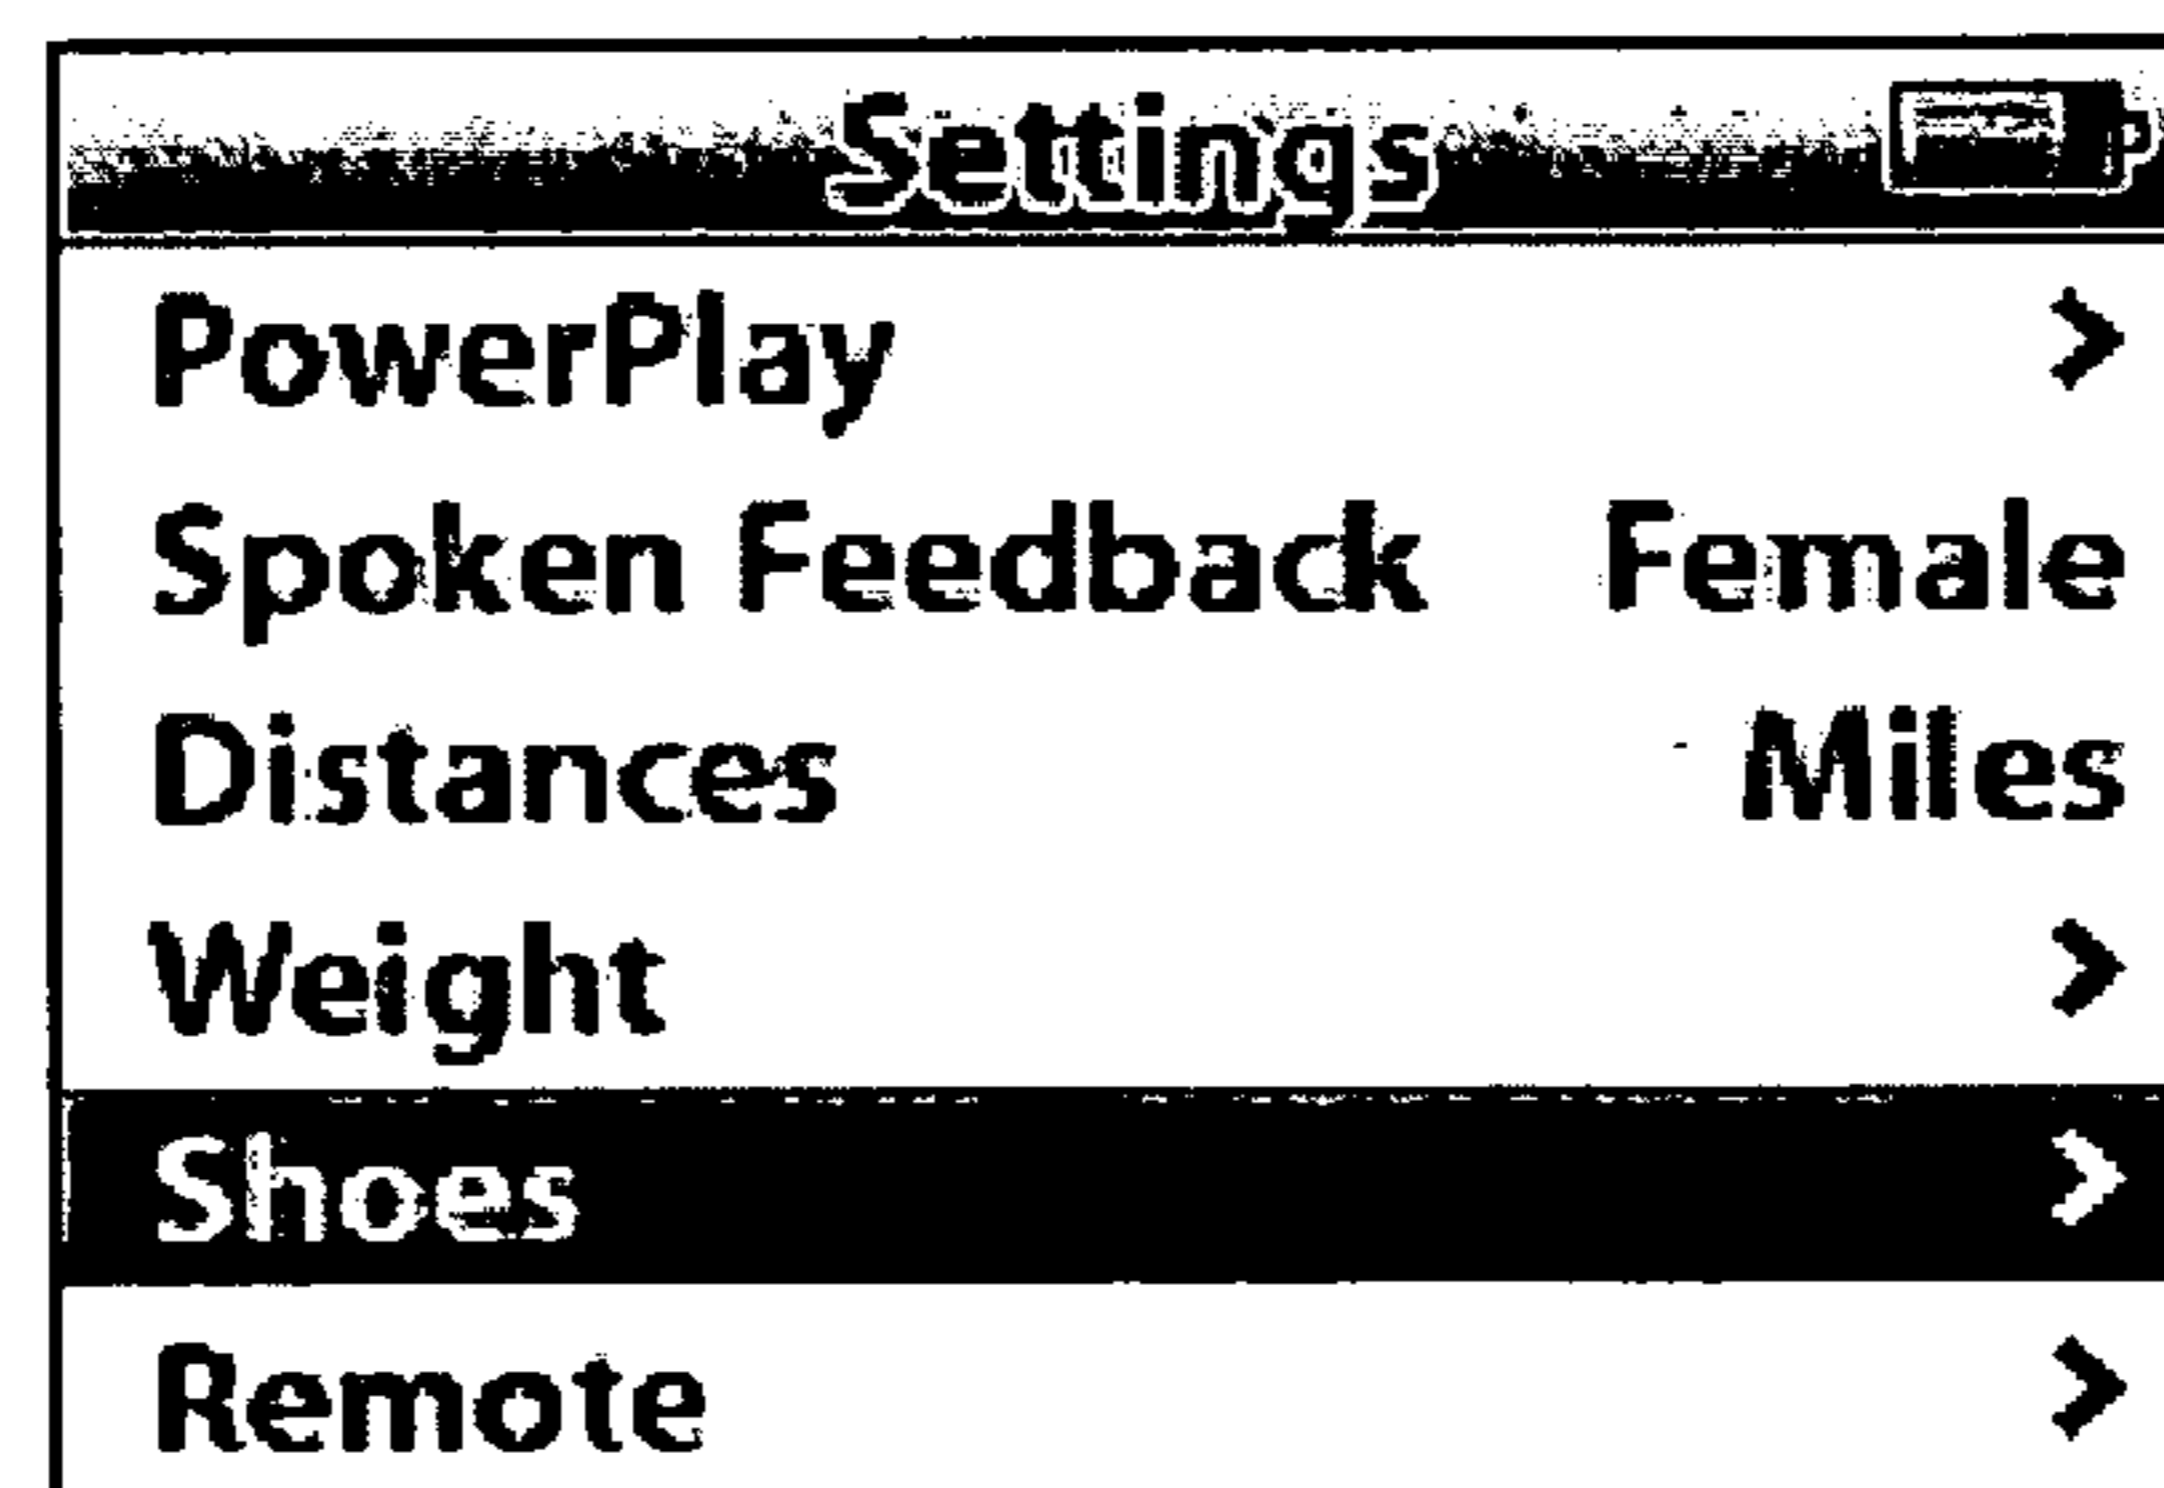 Settings
PowerPlay >
Spoken Feedback Female
Distances Miles
Weight >
Shoes >
Remote >